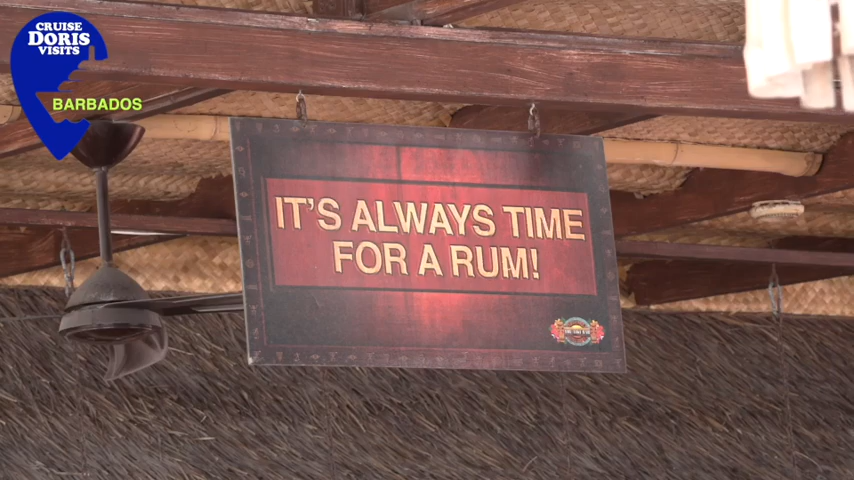 CRUISE
DORIS
VISITS
BARBADOS
IT'S ALWAYS TIME
FOR A RUM!